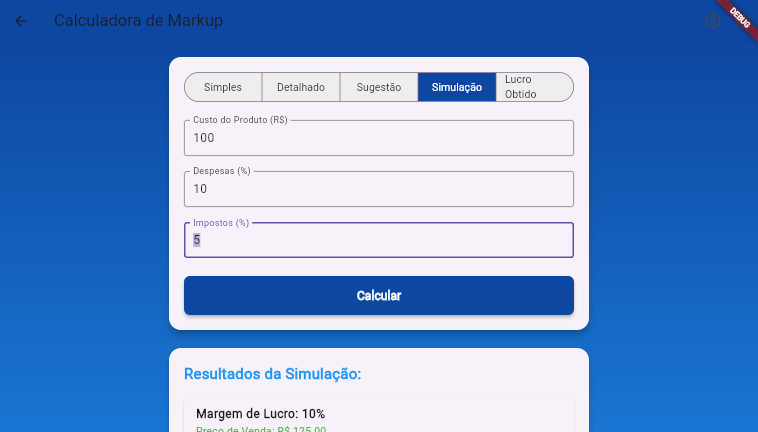 Calculadora de Markup
DEBUG
Simples
Detalhado
Sugestão
Simulação
Lucro
Obtido
Custo do Produto (R$)
100
Despesas (%)
10
Impostos (%)
5
Calcular
Resultados da Simulação:
Margem de Lucro: 10%
Preço de Venda: R$ 125.00